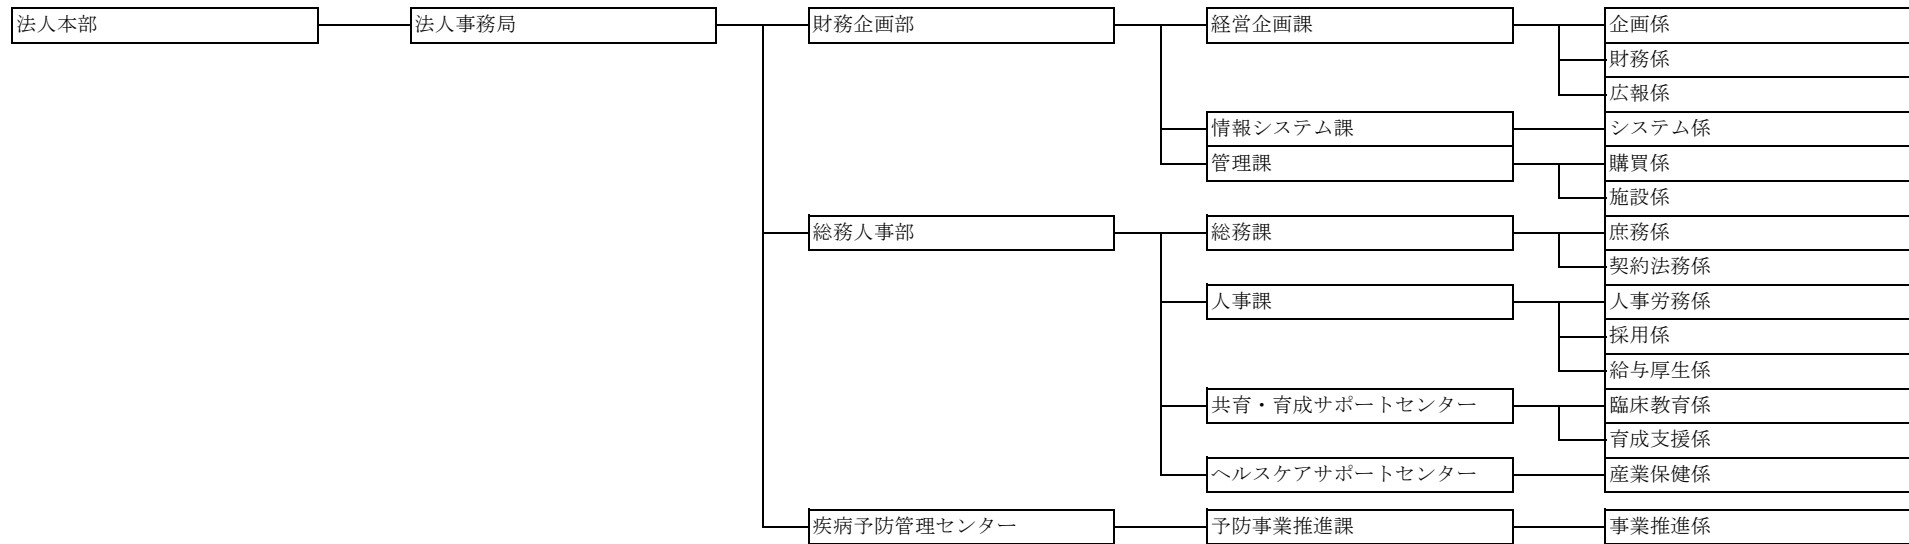 法人本部
法人事務局
財務企画部
経営企画課
企画係
財務係
広報係
情報システム課
システム係
管理課
購買係
施設係
総務人事部
総務課
庶務係
契約法務係
人事課
人事労務係
採用係
給与厚生係
共育・育成サポートセンター
臨床教育係
育成支援係
ヘルスケアサポートセンター
産業保健係
疾病予防管理センター
予防事業推進課
事業推進係